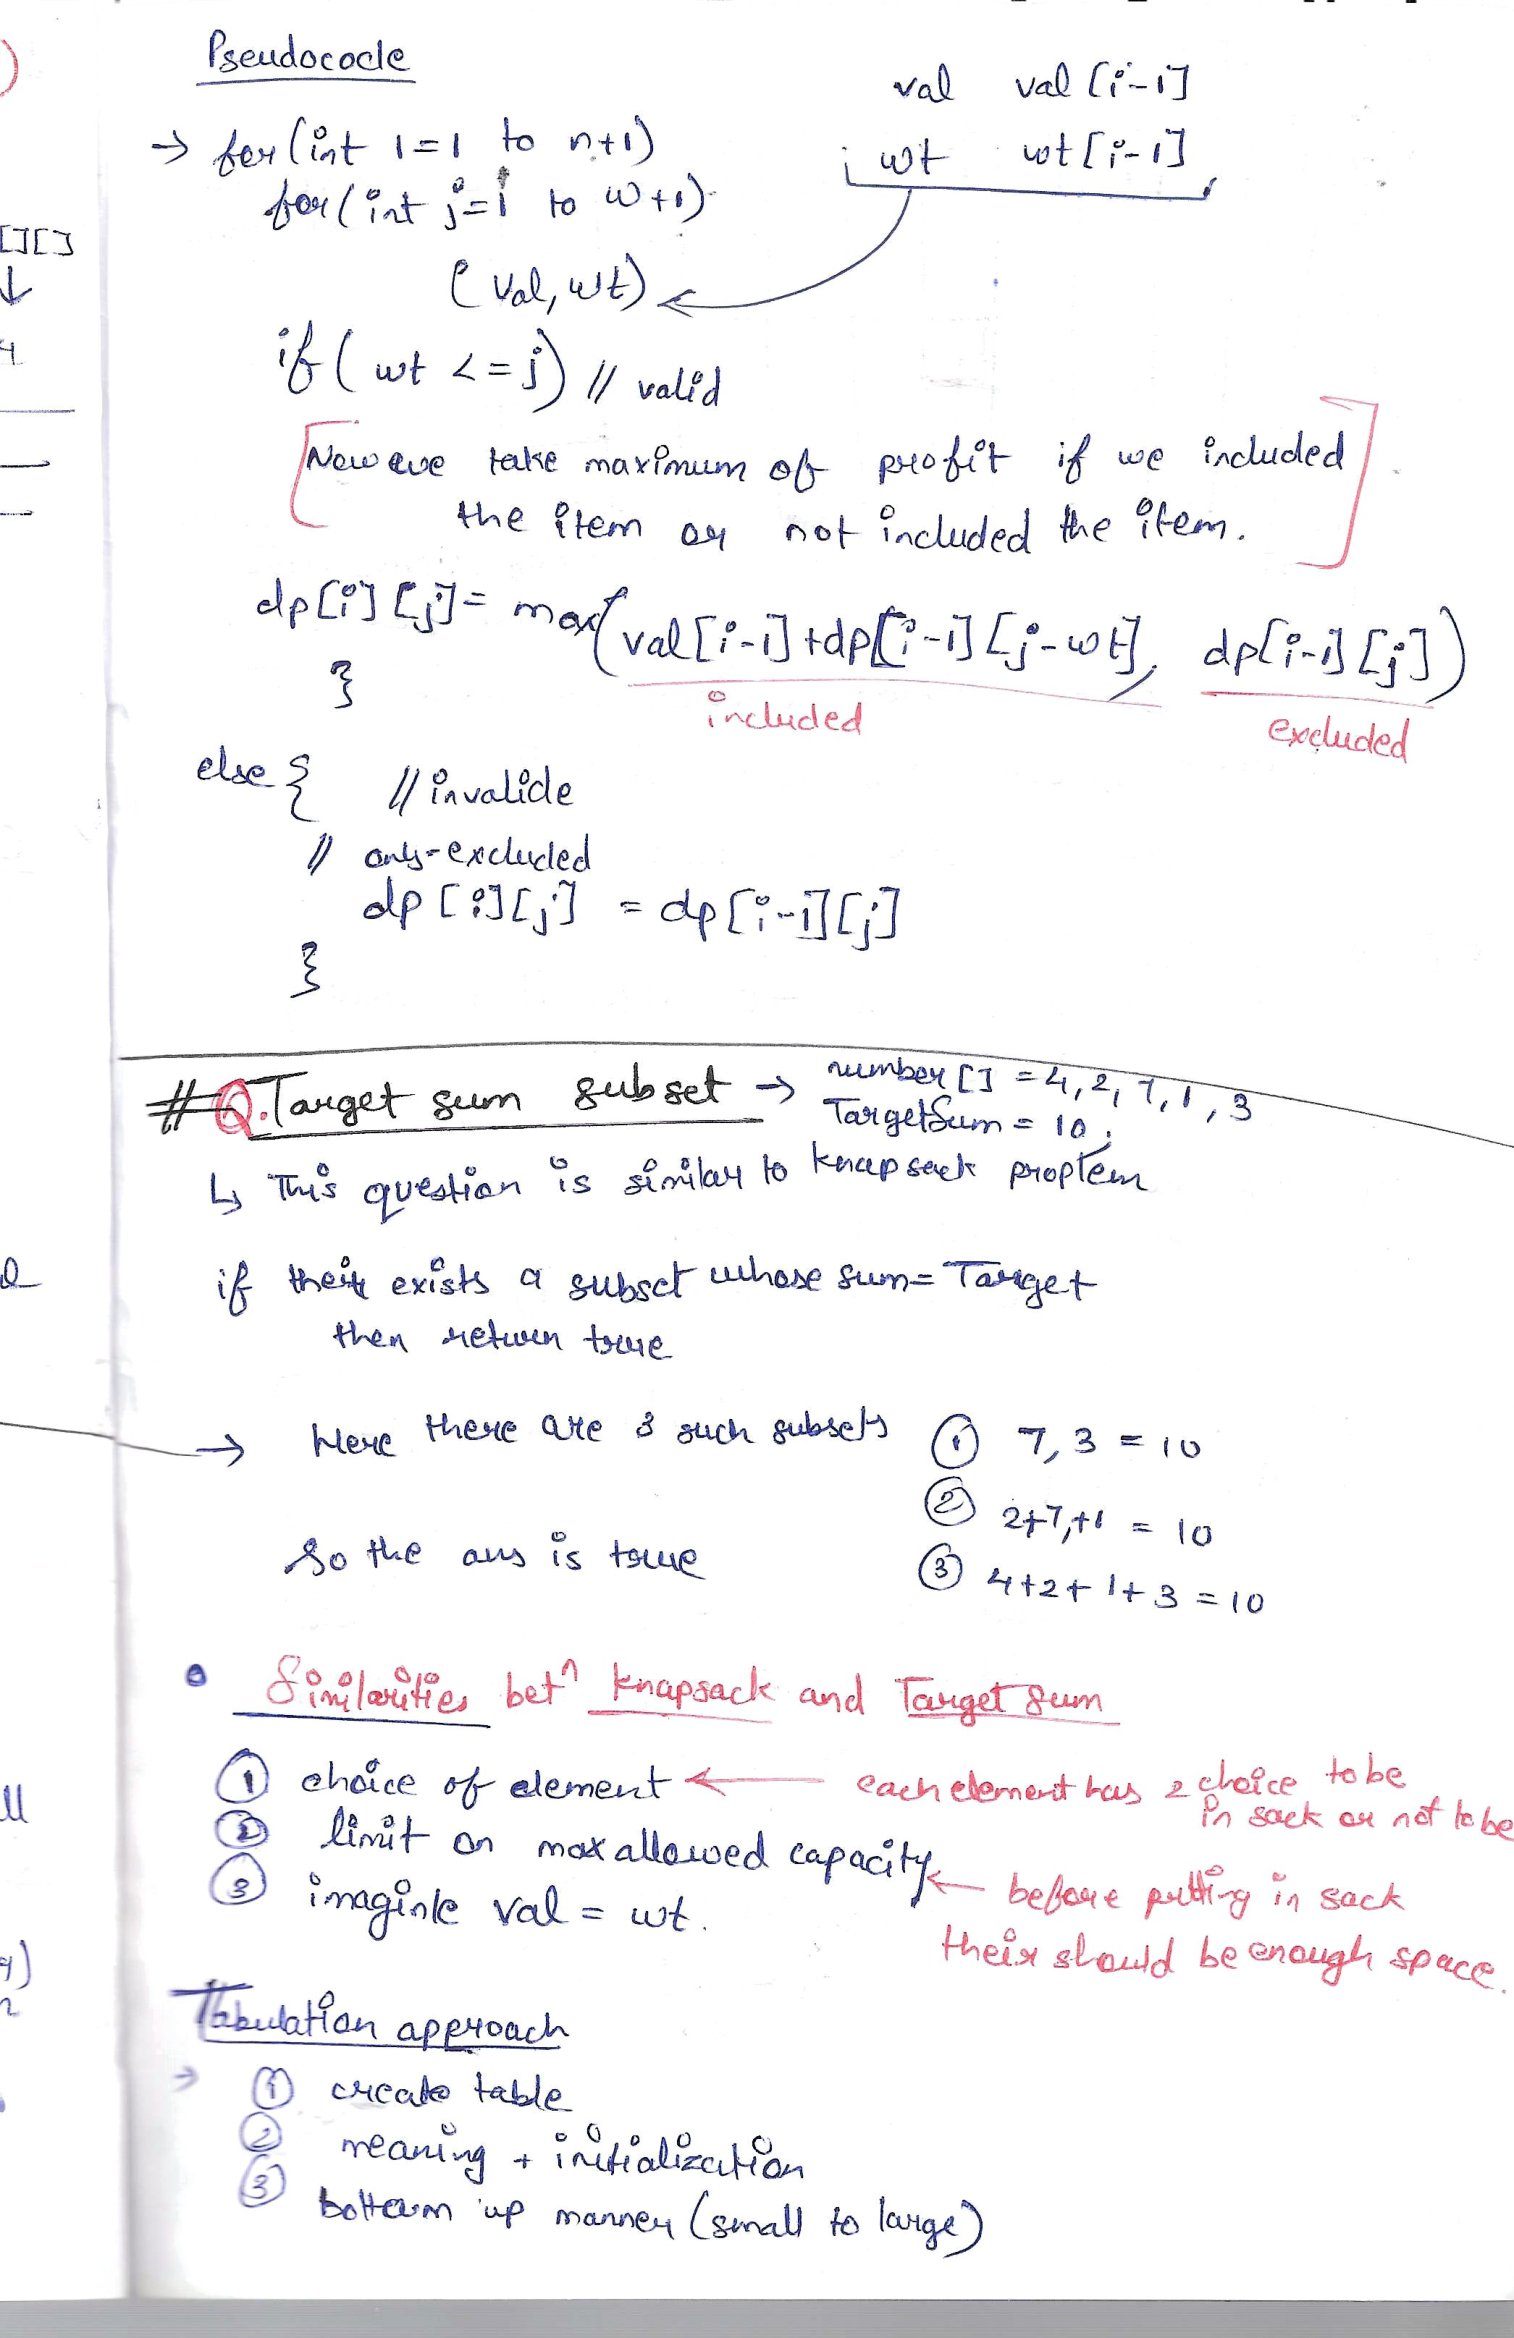 Pseudocode
val val[i-1]
wt wt[i-1]
→ for(int i=1 to n+1)
for(int j=1 to w+1)
(val, wt)
if( wt <= j) // valid
Now we take maximum of profit if we included
the item or not included the item.
dp[i][j] = max(val[i-1]+dp[i-1][j-wt], dp[i-1][j])
included excluded
}
else { // invalide
// only-excluded
dp[i][j] = dp[i-1][j]
}
# Q. Target sum subset → number[] = 4, 2, 7, 1, 3
TargetSum = 10.
↳ This question is similar to knapsack proplem
if their exists a subset whose sum = Target
then return true
→ Here there are 3 such subsets ① 7, 3 = 10
② 2+7,+1 = 10
So the ans is true
③ 4+2+1+3 = 10
• Similarities betⁿ knapsack and Target sum
① choice of element ← each element has 2 choice to be
in sack or not to be
② limit on max allowed capacity ← before putting in sack
their should be enough space.
③ imagine val = wt.
Tabulation approach
→ ① create table
② meaning + initialization
③ bottom up manner (small to large)